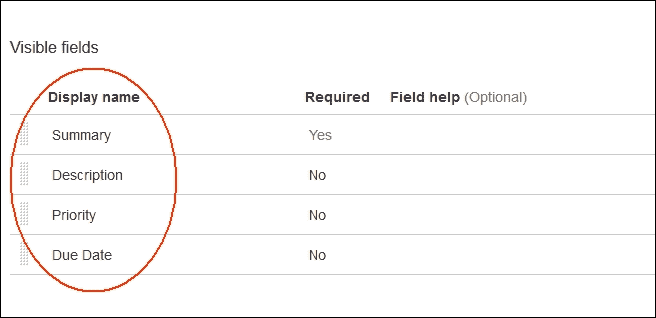 Visible fields
Display name Required Field help (Optional)
Summary Yes
Description No
Priority No
Due Date No